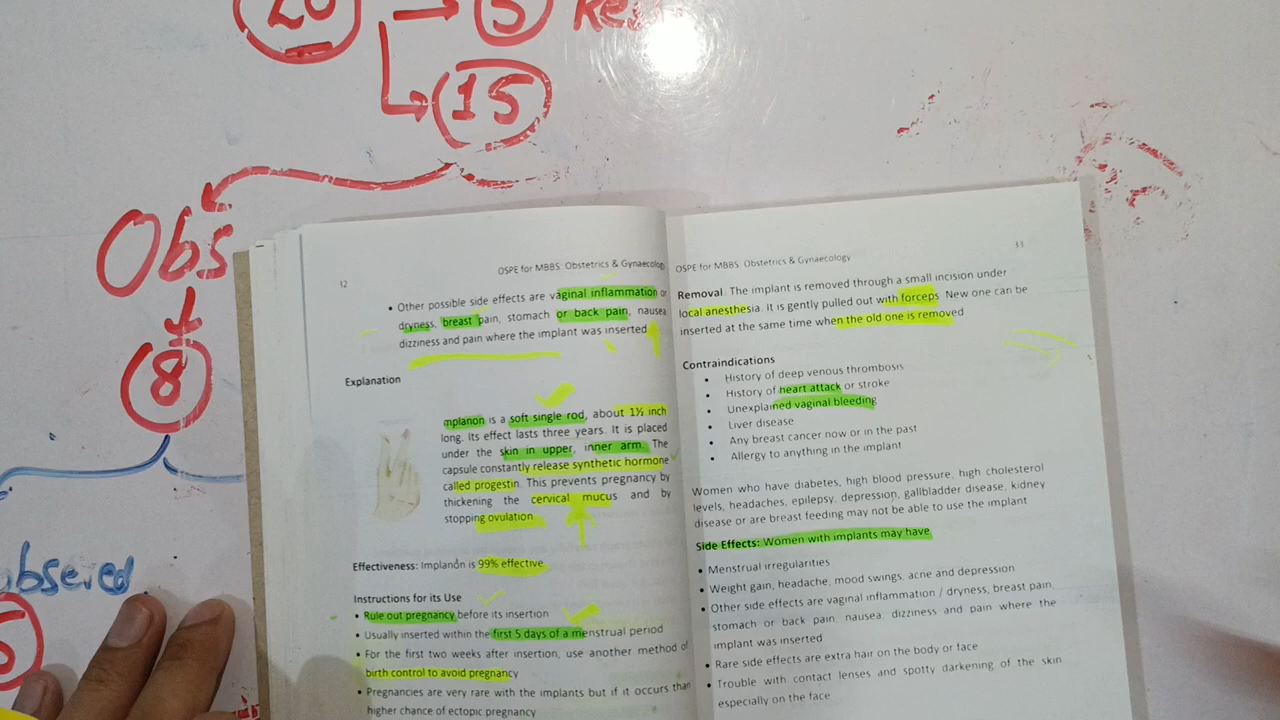 20
5
15
Obs
8
obsered
5
32
OSPE for MBBS: Obstetrics & Gynaecology
• Other possible side effects are vaginal inflammation or
dryness, breast pain, stomach or back pain, nausea
dizziness and pain where the implant was inserted
Explanation
mplanon is a soft single rod, about 1½ inch
long. Its effect lasts three years. It is placed
under the skin in upper, inner arm. The
capsule constantly release synthetic hormone
called progestin. This prevents pregnancy by
thickening the cervical mucus and by
stopping ovulation
Effectiveness: Implanon is 99% effective
Instructions for its Use
• Rule out pregnancy before its insertion
• Usually inserted within the first 5 days of a menstrual period
• For the first two weeks after insertion, use another method of
birth control to avoid pregnancy
• Pregnancies are very rare with the implants but if it occurs than
higher chance of ectopic pregnancy
33
OSPE for MBBS: Obstetrics & Gynaecology
Removal The implant is removed through a small incision under
local anesthesia. It is gently pulled out with forceps New one can be
inserted at the same time when the old one is removed
Contraindications
• History of deep venous thrombosis
• History of heart attack or stroke
• Unexplained vaginal bleeding
• Liver disease
• Any breast cancer now or in the past
• Allergy to anything in the implant
Women who have diabetes, high blood pressure, high cholesterol
levels, headaches, epilepsy, depression, gallbladder disease, kidney
disease or are breast feeding may not be able to use the implant
Side Effects: Women with implants may have
• Menstrual irregularities
• Weight gain, headache, mood swings, acne and depression
• Other side effects are vaginal inflammation / dryness, breast pain,
stomach or back pain, nausea, dizziness and pain where the
implant was inserted
• Rare side effects are extra hair on the body or face
• Trouble with contact lenses and spotty darkening of the skin
especially on the face